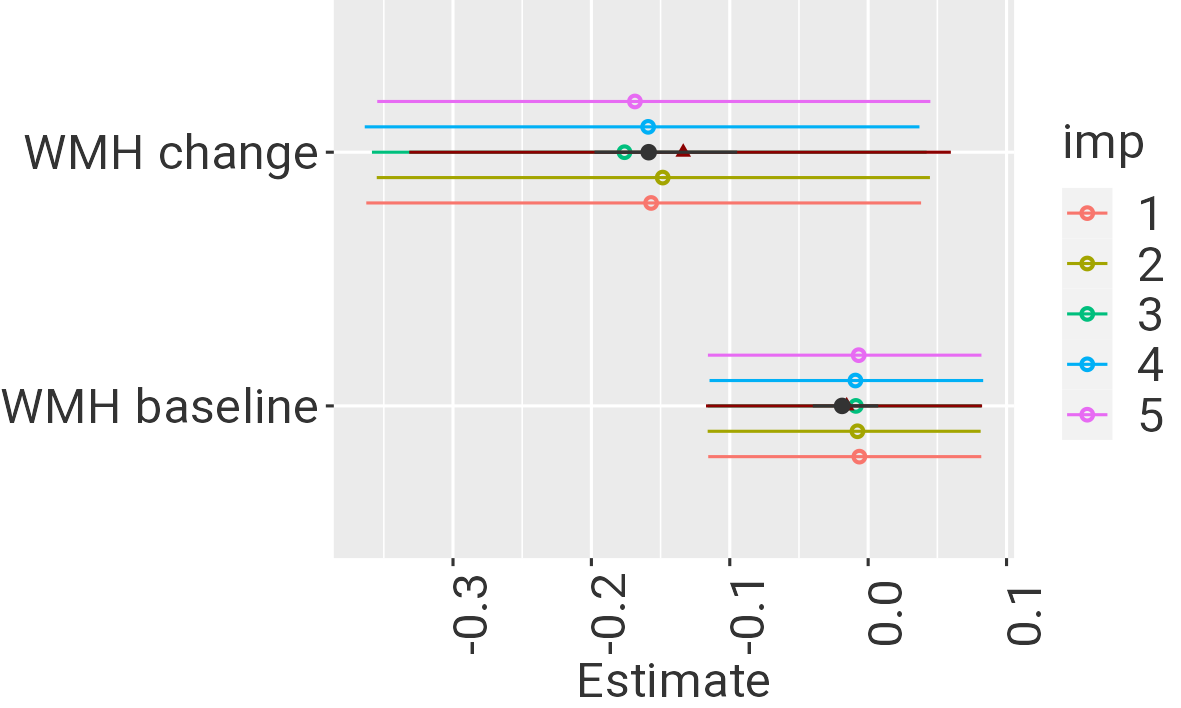 WMH change
WMH baseline
-0.3
-0.2
-0.1
0.0
0.1
Estimate
imp
1
2
3
4
5